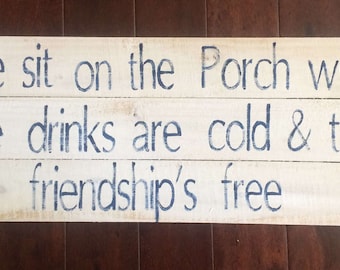 e sit on the Porch w
e drinks are cold & t
friendship's free